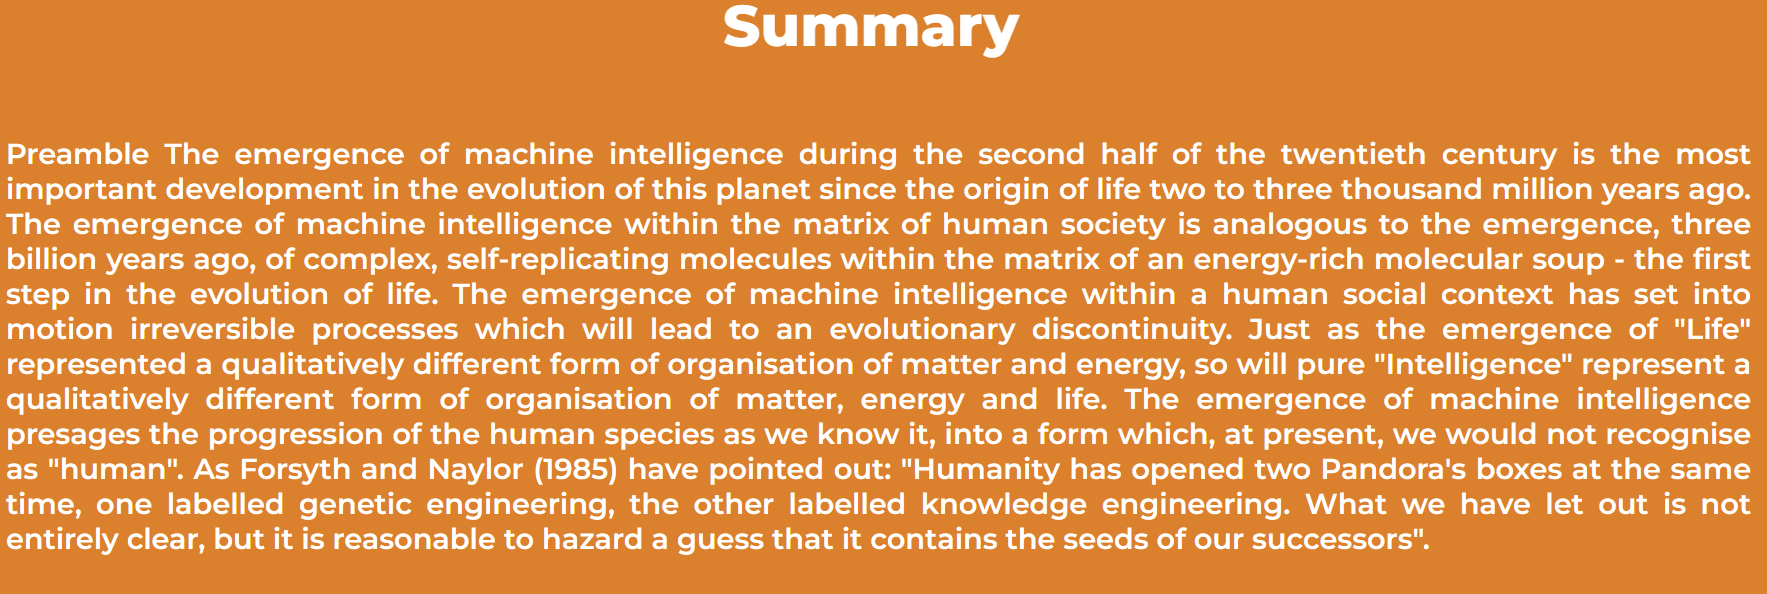 Summary
Preamble The emergence of machine intelligence during the second half of the twentieth century is the most
important development in the evolution of this planet since the origin of life two to three thousand million years ago.
The emergence of machine intelligence within the matrix of human society is analogous to the emergence, three
billion years ago, of complex, self-replicating molecules within the matrix of an energy-rich molecular soup - the first
step in the evolution of life. The emergence of machine intelligence within a human social context has set into
motion irreversible processes which will lead to an evolutionary discontinuity. Just as the emergence of "Life"
represented a qualitatively different form of organisation of matter and energy, so will pure "Intelligence" represent a
qualitatively different form of organisation of matter, energy and life. The emergence of machine intelligence
presages the progression of the human species as we know it, into a form which, at present, we would not recognise
as "human". As Forsyth and Naylor (1985) have pointed out: "Humanity has opened two Pandora's boxes at the same
time, one labelled genetic engineering, the other labelled knowledge engineering. What we have let out is not
entirely clear, but it is reasonable to hazard a guess that it contains the seeds of our successors".